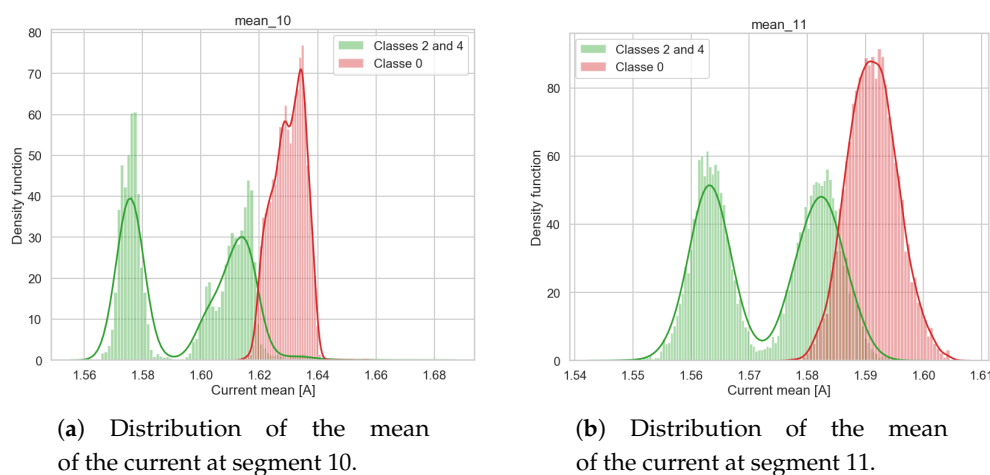 mean_10
80
70
60
50
40
30
20
10
0
Density function
Classes 2 and 4
Classe 0
1.56 1.58 1.60 1.62 1.64 1.66 1.68
Current mean [A]
(a) Distribution of the mean
of the current at segment 10.
mean_11
80
60
40
20
0
Density function
Classes 2 and 4
Classe 0
1.54 1.55 1.56 1.57 1.58 1.59 1.60 1.61
Current mean [A]
(b) Distribution of the mean
of the current at segment 11.